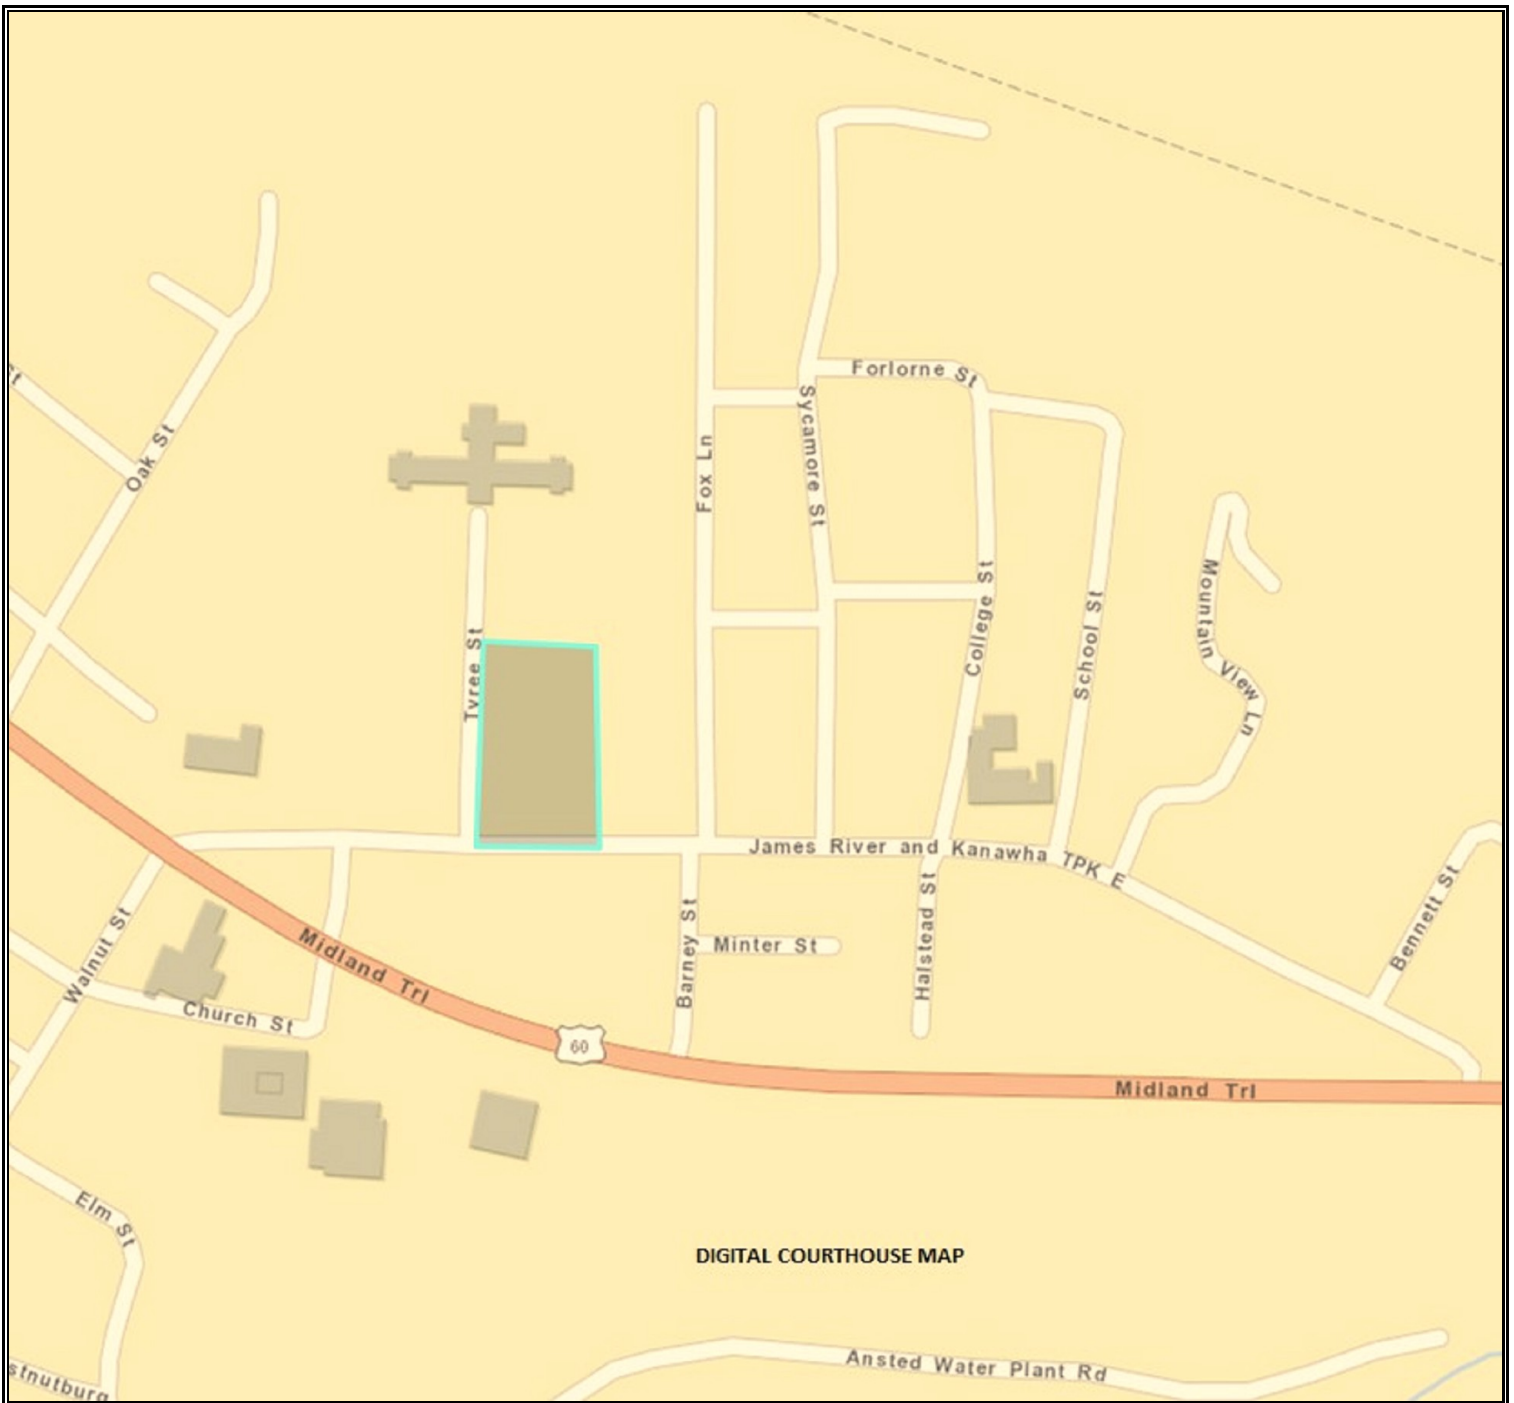 Forlorne St
Sycamore St
Fox Ln
Oak St
College St
School St
Mountain View Ln
Tyree St
James River and Kanawha TPK E
Walnut St
Midland Trl
Barney St
Minter St
Halstead St
Bennett St
Church St
60
Midland Trl
Elm St
DIGITAL COURTHOUSE MAP
Ansted Water Plant Rd
stnutburg